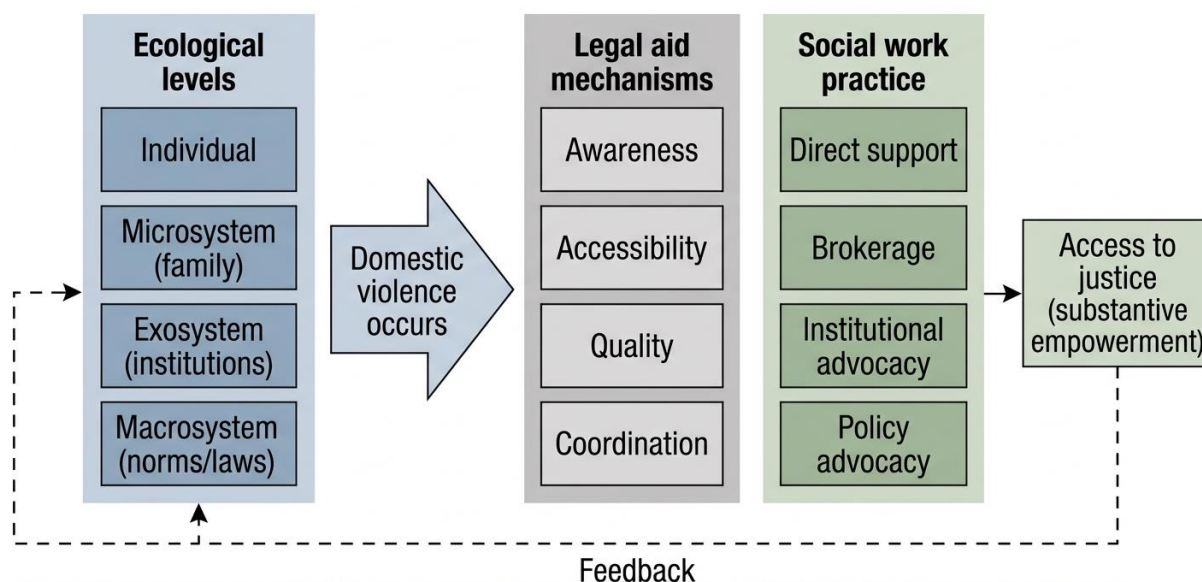 Ecological
levels
Individual
Microsystem
(family)
Exosystem
(institutions)
Macrosystem
(norms/laws)
Domestic
violence
occurs
Legal aid
mechanisms
Awareness
Accessibility
Quality
Coordination
Social work
practice
Direct support
Brokerage
Institutional
advocacy
Policy
advocacy
Access to
justice
(substantive
empowerment)
Feedback